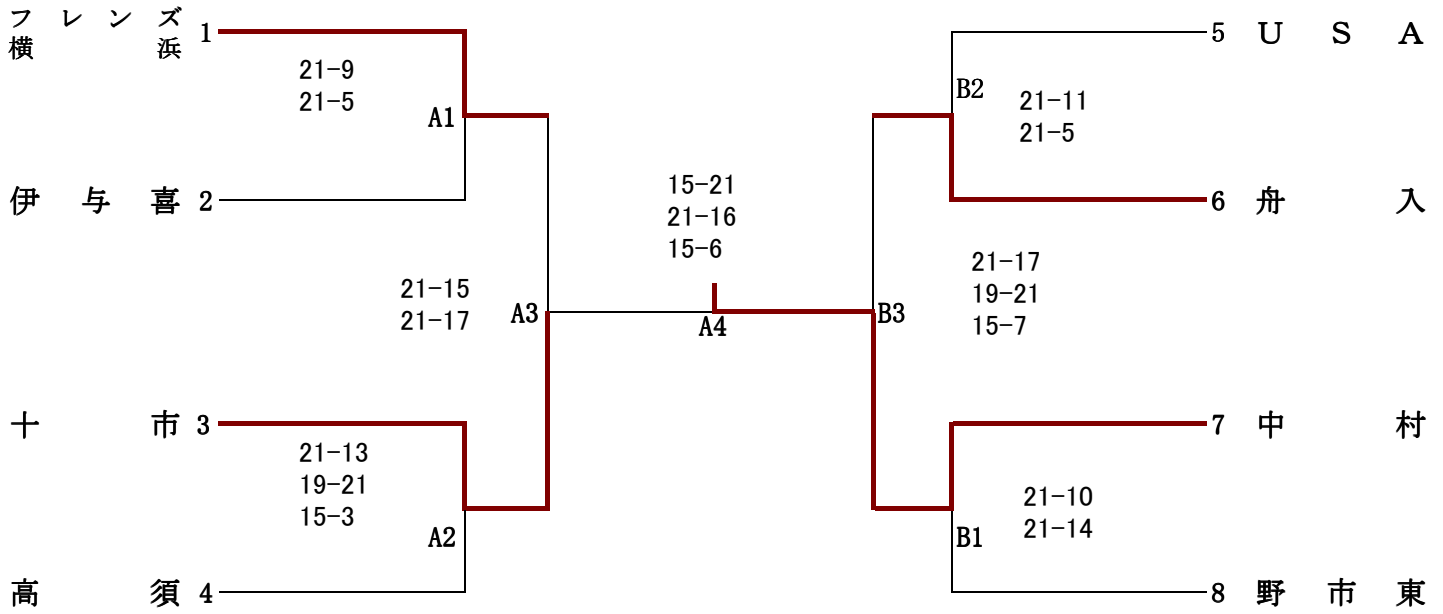 フレンズ
横浜 1
21-9
21-5
A1
伊与喜 2
21-15
21-17
A3
十市 3
21-13
19-21
15-3
A2
高須 4
15-21
21-16
15-6
A4
5 USA
B2
21-11
21-5
6 舟入
21-17
19-21
15-7
B3
7 中村
21-10
21-14
B1
8 野市東